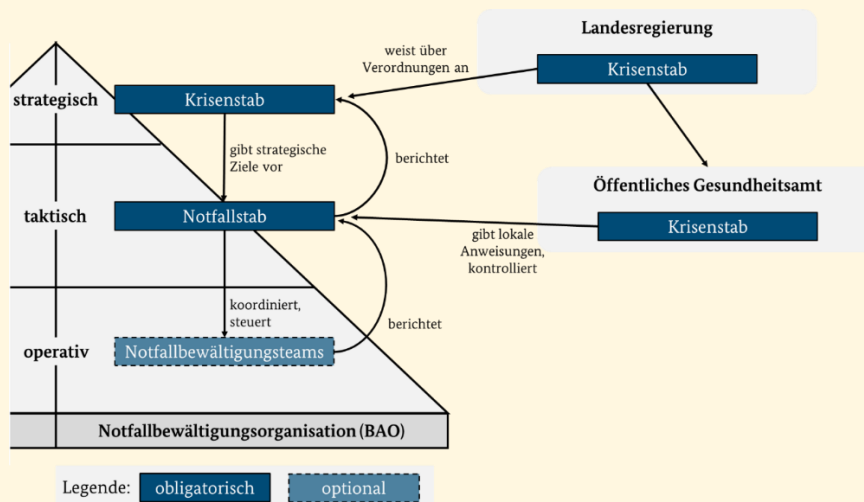 Landesregierung
weist über
Verordnungen an
Krisenstab
strategisch
Krisenstab
gibt strategische
Ziele vor
berichtet
Öffentliches Gesundheitsamt
taktisch
Notfallstab
Krisenstab
gibt lokale
Anweisungen,
kontrolliert
koordiniert,
steuert
berichtet
operativ
Notfallbewältigungsteams
Notfallbewältigungsorganisation (BAO)
Legende:
obligatorisch
optional